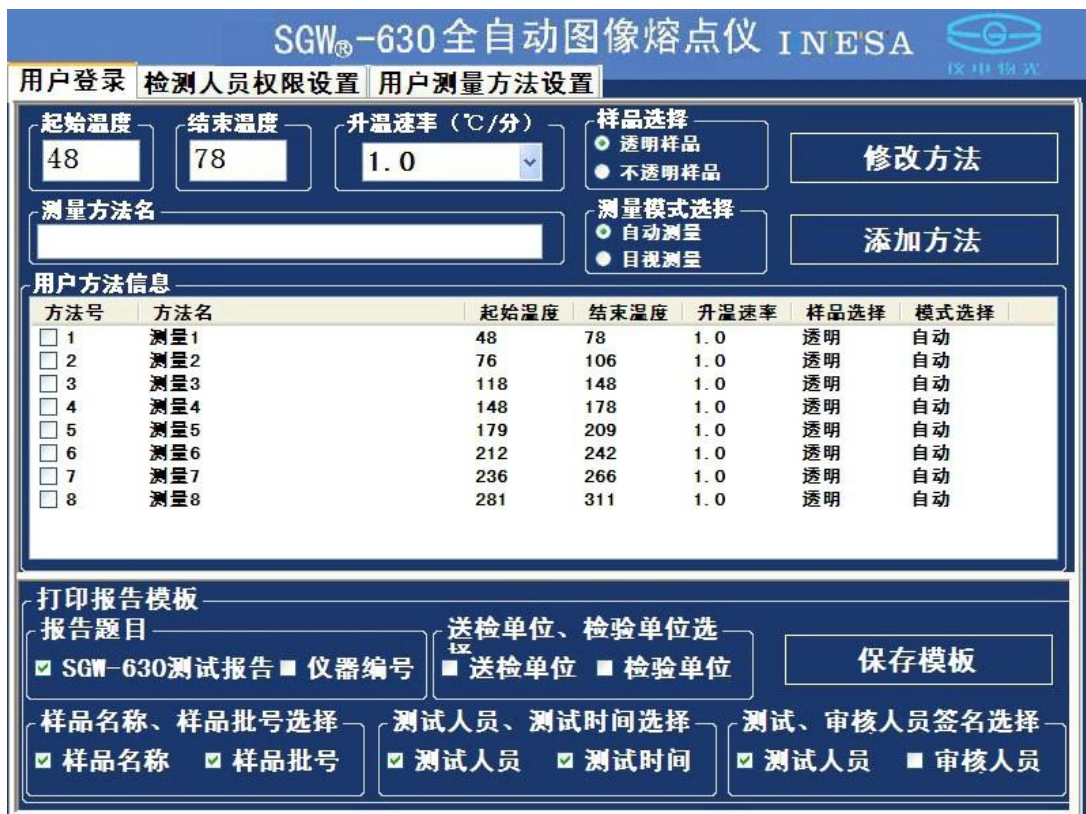 SGW®-630全自动图像熔点仪 INESA
仪电物光
用户登录 检测人员权限设置 用户测量方法设置
起始温度 结束温度 升温速率（℃/分） 样品选择
48 78 1.0 透明样品
不透明样品
修改方法
测量方法名 测量模式选择
自动测量
目视测量
添加方法
用户方法信息
方法号 方法名 起始温度 结束温度 升温速率 样品选择 模式选择
1 测量1 48 78 1.0 透明 自动
2 测量2 76 106 1.0 透明 自动
3 测量3 118 148 1.0 透明 自动
4 测量4 148 178 1.0 透明 自动
5 测量5 179 209 1.0 透明 自动
6 测量6 212 242 1.0 透明 自动
7 测量7 236 266 1.0 透明 自动
8 测量8 281 311 1.0 透明 自动
打印报告模板
报告题目 送检单位、检验单位选
SGW-630测试报告 仪器编号 送检单位 检验单位
保存模板
样品名称、样品批号选择 测试人员、测试时间选择 测试、审核人员签名选择
样品名称 样品批号 测试人员 测试时间 测试人员 审核人员